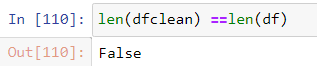 In [110]: len(dfclean) ==len(df)
Out[110]: False